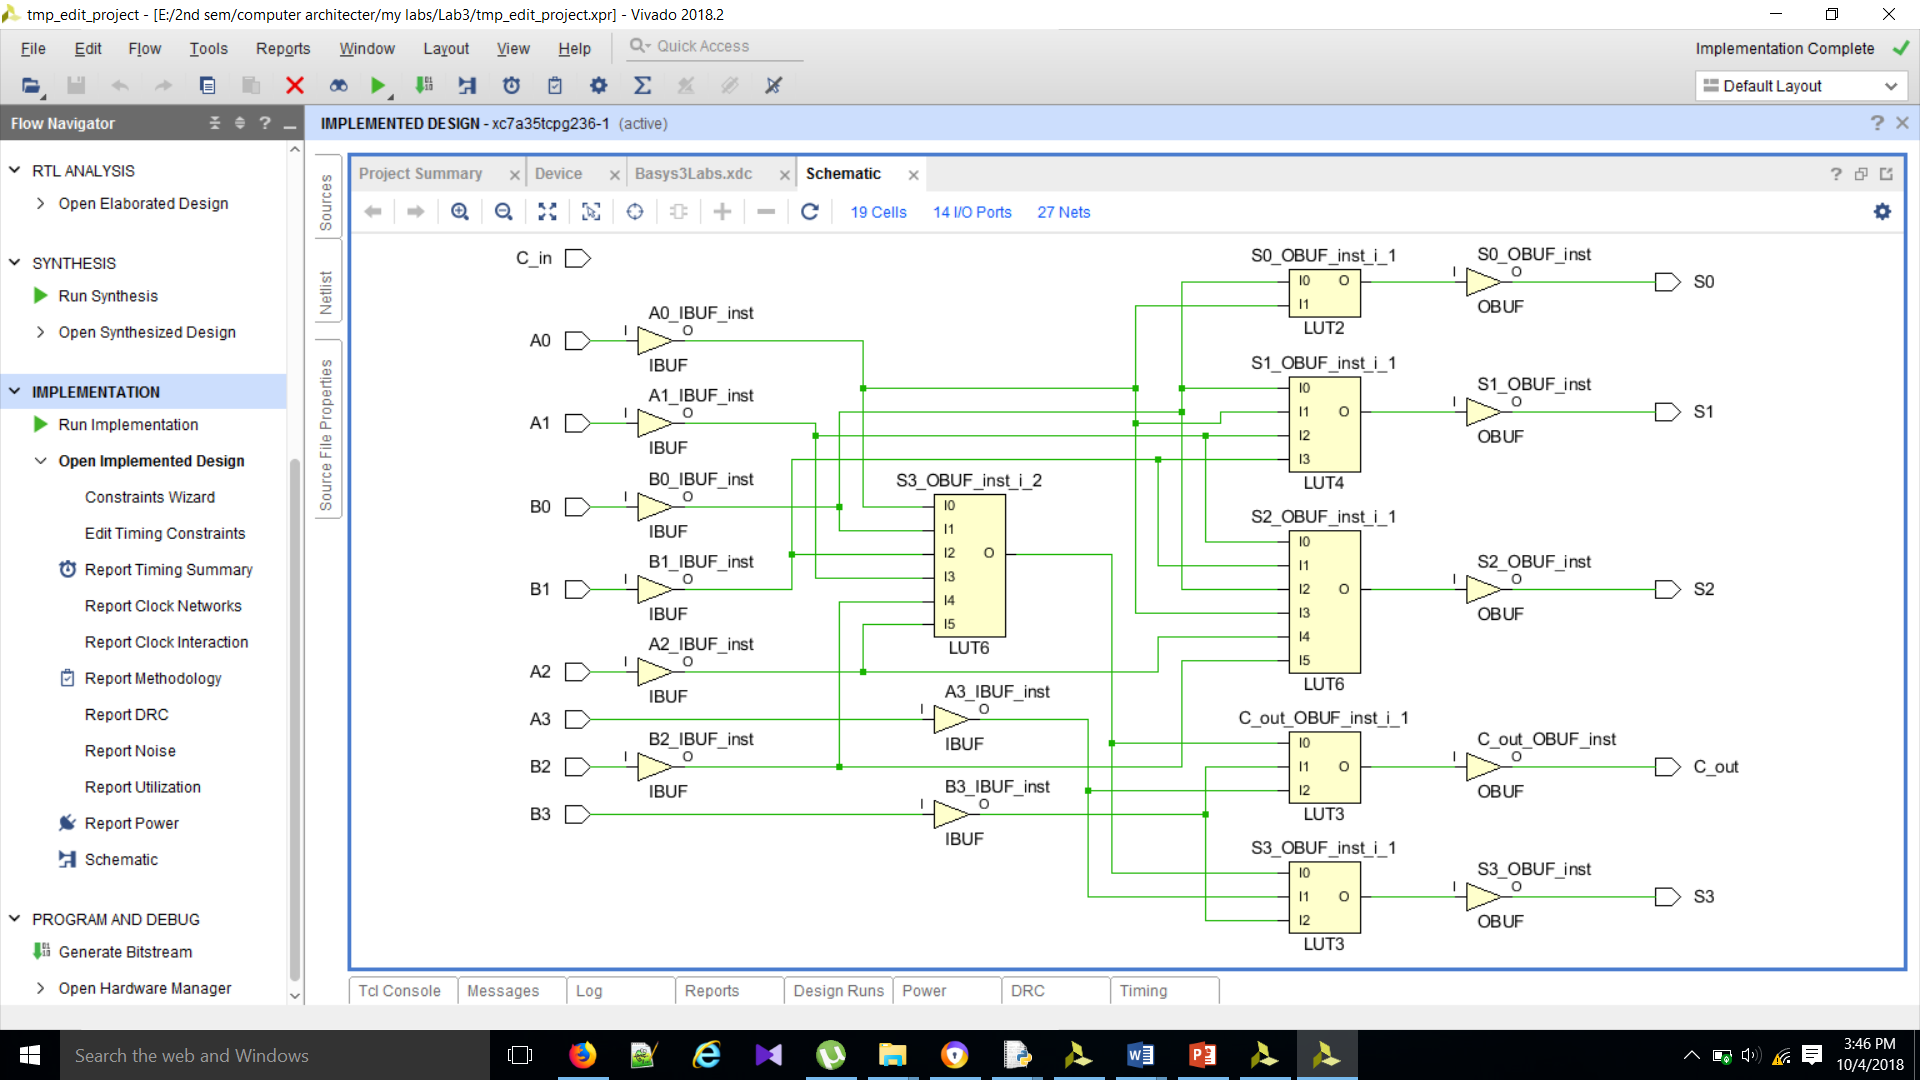 tmp_edit_project - [E:/2nd sem/computer architecter/my labs/Lab3/tmp_edit_project.xpr] - Vivado 2018.2
File Edit Flow Tools Reports Window Layout View Help Quick Access
Implementation Complete
Default Layout
Flow Navigator
IMPLEMENTED DESIGN - xc7a35tcpg236-1 (active)
RTL ANALYSIS
Open Elaborated Design
SYNTHESIS
Run Synthesis
Open Synthesized Design
IMPLEMENTATION
Run Implementation
Open Implemented Design
Constraints Wizard
Edit Timing Constraints
Report Timing Summary
Report Clock Networks
Report Clock Interaction
Report Methodology
Report DRC
Report Noise
Report Utilization
Report Power
Schematic
PROGRAM AND DEBUG
Generate Bitstream
Open Hardware Manager
Sources
Netlist
Source File Properties
Project Summary Device Basys3Labs.xdc Schematic
19 Cells 14 I/O Ports 27 Nets
C_in
A0
A0_IBUF_inst
I O
IBUF
A1
A1_IBUF_inst
I O
IBUF
B0
B0_IBUF_inst
I O
IBUF
B1
B1_IBUF_inst
I O
IBUF
A2
A2_IBUF_inst
I O
IBUF
A3
A3_IBUF_inst
I O
IBUF
B2
B2_IBUF_inst
I O
IBUF
B3
B3_IBUF_inst
I O
IBUF
S3_OBUF_inst_i_2
I0
I1
I2 O
I3
I4
I5
LUT6
S0_OBUF_inst_i_1
I0 O
I1
LUT2
S0_OBUF_inst
I O
OBUF
S0
S1_OBUF_inst_i_1
I0
I1 O
I2
I3
LUT4
S1_OBUF_inst
I O
OBUF
S1
S2_OBUF_inst_i_1
I0
I1
I2 O
I3
I4
I5
LUT6
S2_OBUF_inst
I O
OBUF
S2
C_out_OBUF_inst_i_1
I0
I1 O
I2
LUT3
C_out_OBUF_inst
I O
OBUF
C_out
S3_OBUF_inst_i_1
I0
I1 O
I2
LUT3
S3_OBUF_inst
I O
OBUF
S3
Tcl Console Messages Log Reports Design Runs Power DRC Timing
Search the web and Windows
3:46 PM
10/4/2018